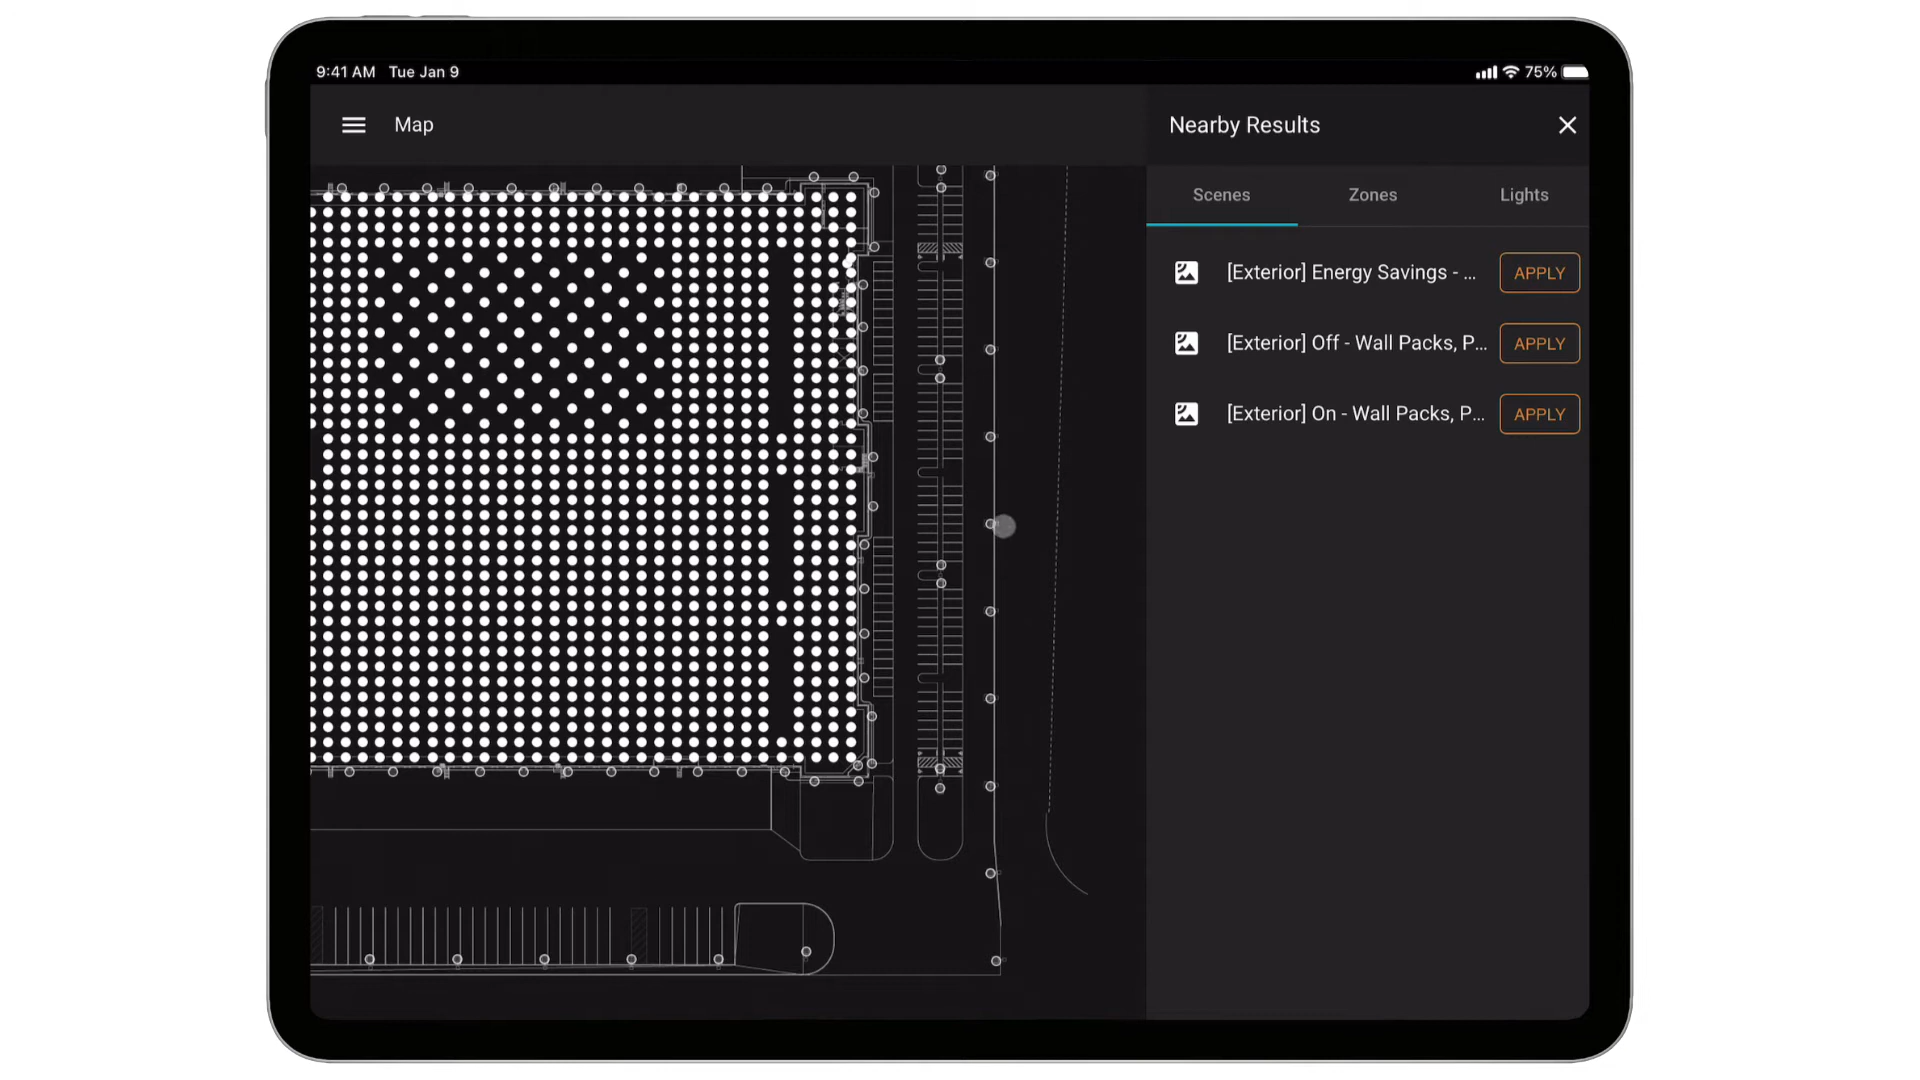 9:41 AM Tue Jan 9
75%
Map
Nearby Results
Scenes
Zones
Lights
[Exterior] Energy Savings - ...
APPLY
[Exterior] Off - Wall Packs, P...
APPLY
[Exterior] On - Wall Packs, P...
APPLY